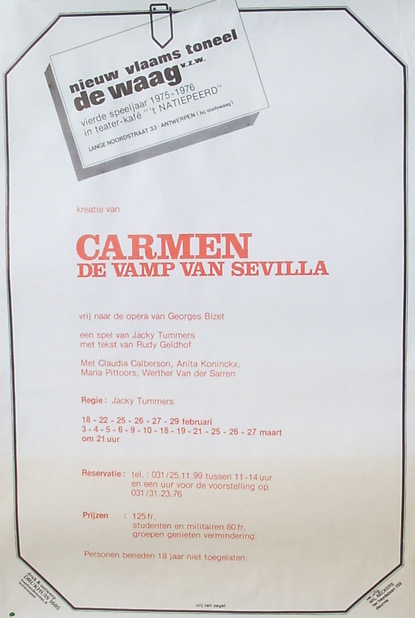 nieuw vlaams toneel
de waag v.z.w.
vierde speeljaar 1975-1976
in teater-kafé "'t NATIEPEERD"
LANGE NOORDSTRAAT 33 - ANTWERPEN ( bij stadswaag )
kreatie van
CARMEN
DE VAMP VAN SEVILLA
vrij naar de opera van Georges Bizet
een spel van Jacky Tummers
met tekst van Rudy Geldhof
Met Claudia Calberson, Anita Koninckx,
Maria Pittoors, Werther Van der Sarren
Regie : Jacky Tummers
18 - 22 - 25 - 26 - 27 - 29 februari
3 - 4 - 5 - 6 - 9 - 10 - 18 - 19 - 21 - 25 - 26 - 27 maart
om 21 uur
Reservatie : tel. : 031/25.11.99 tussen 11-14 uur
en een uur voor de voorstelling op
031/31.23.76
Prijzen : 125 fr.
studenten en militairen 80 fr.
groepen genieten vermindering.
Personen beneden 18 jaar niet toegelaten.
vrij van zegel